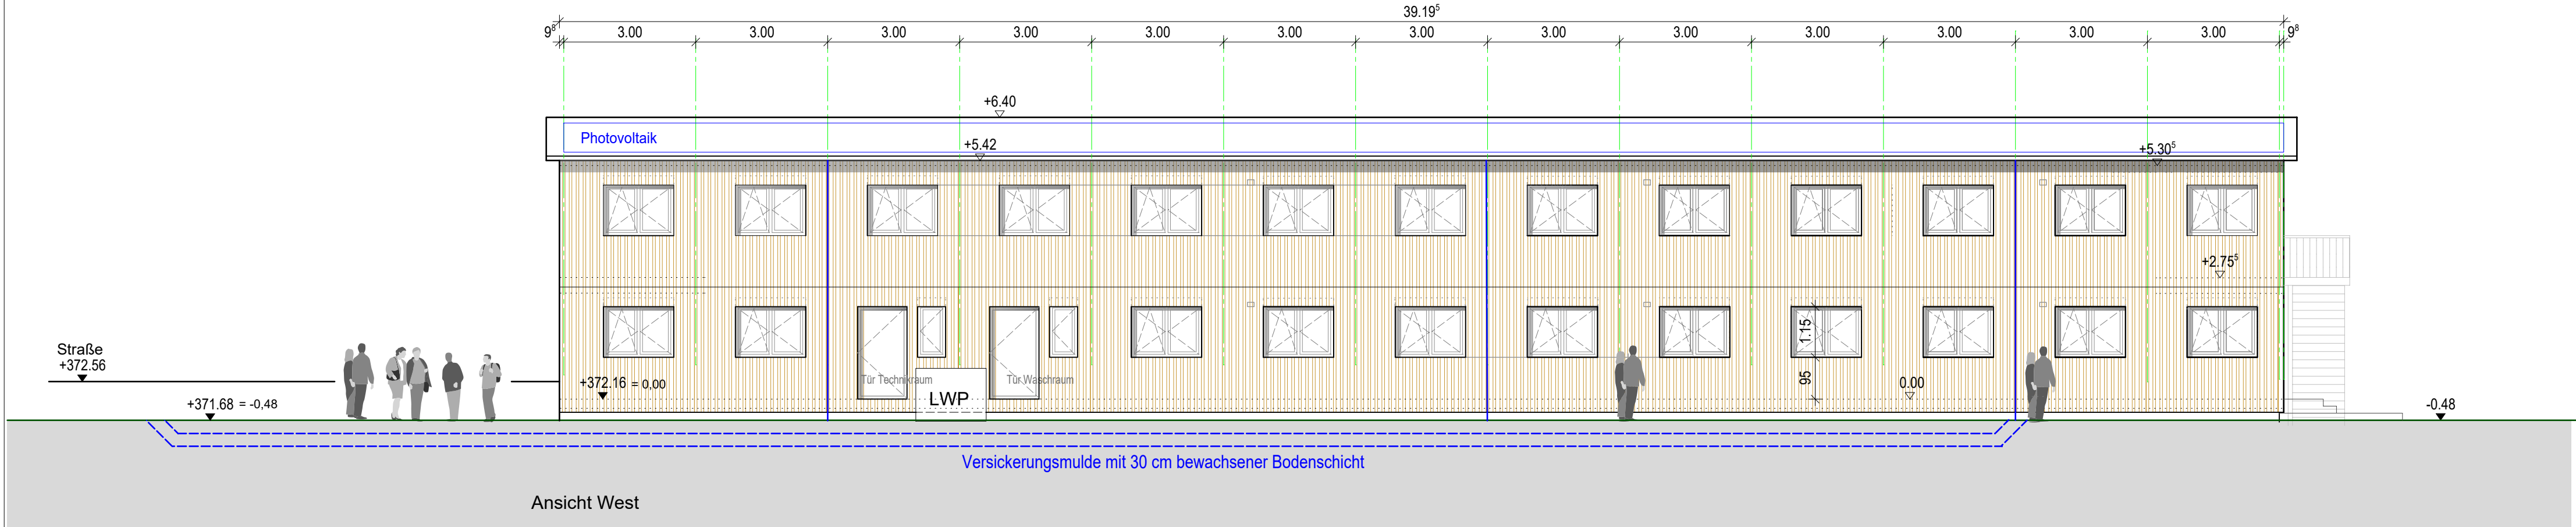 39.19⁵
9⁸ 3.00 3.00 3.00 3.00 3.00 3.00 3.00 3.00 3.00 3.00 3.00 3.00 3.00 9⁸
+6.40
Photovoltaik
+5.42
+5.30⁵
+2.75⁵
1.15
Straße
+372.56
Tür Technikraum
Tür Waschraum
95
+372.16 = 0,00
0.00
LWP
+371.68 = -0,48
-0,48
Versickerungsmulde mit 30 cm bewachsener Bodenschicht
Ansicht West